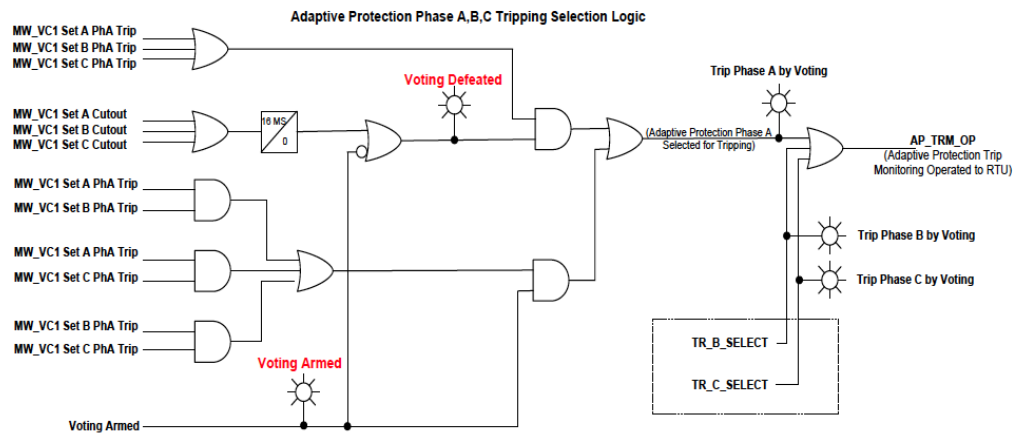 Adaptive Protection Phase A,B,C Tripping Selection Logic
MW_VC1 Set A PhA Trip
MW_VC1 Set B PhA Trip
MW_VC1 Set C PhA Trip
Voting Defeated
Trip Phase A by Voting
MW_VC1 Set A Cutout
MW_VC1 Set B Cutout
MW_VC1 Set C Cutout
16 MS
0
(Adaptive Protection Phase A
Selected for Tripping)
AP_TRM_OP
(Adaptive Protection Trip
Monitoring Operated to RTU)
MW_VC1 Set A PhA Trip
MW_VC1 Set B PhA Trip
Trip Phase B by Voting
MW_VC1 Set A PhA Trip
MW_VC1 Set C PhA Trip
Trip Phase C by Voting
MW_VC1 Set B PhA Trip
MW_VC1 Set C PhA Trip
TR_B_SELECT
Voting Armed
TR_C_SELECT
Voting Armed